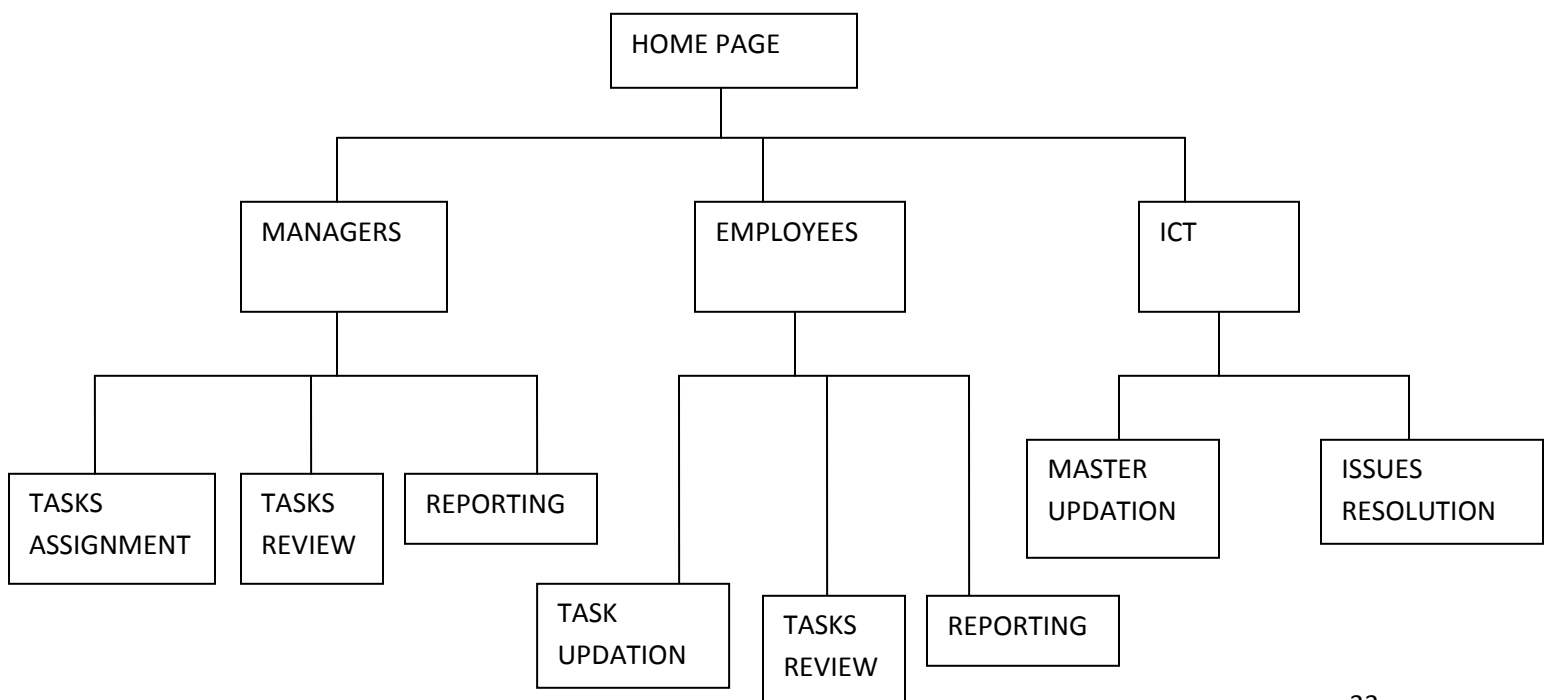 HOME PAGE
MANAGERS
EMPLOYEES
ICT
TASKS
ASSIGNMENT
TASKS
REVIEW
REPORTING
TASK
UPDATION
TASKS
REVIEW
REPORTING
MASTER
UPDATION
ISSUES
RESOLUTION